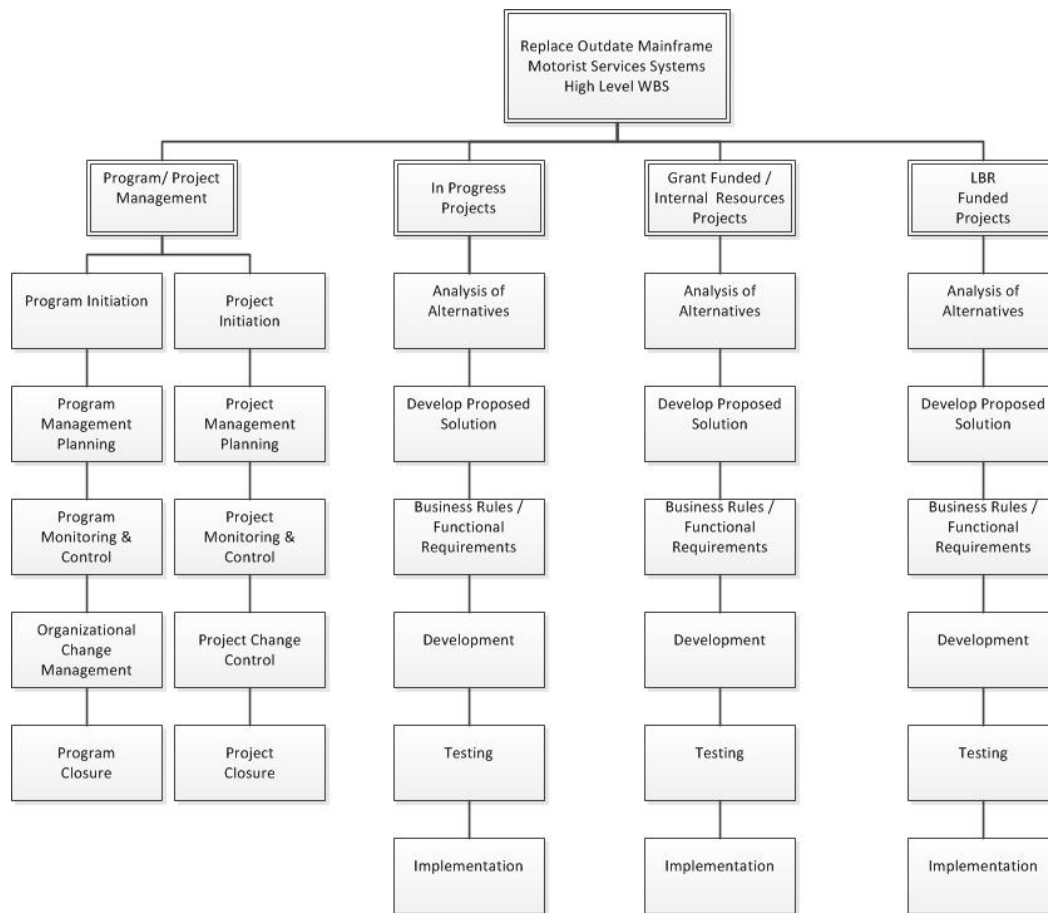 Replace Outdate Mainframe
Motorist Services Systems
High Level WBS
Program/ Project
Management
In Progress
Projects
Grant Funded /
Internal Resources
Projects
LBR
Funded
Projects
Program Initiation
Project
Initiation
Analysis of
Alternatives
Analysis of
Alternatives
Analysis of
Alternatives
Program
Management
Planning
Project
Management
Planning
Develop Proposed
Solution
Develop Proposed
Solution
Develop Proposed
Solution
Program
Monitoring &
Control
Project
Monitoring &
Control
Business Rules /
Functional
Requirements
Business Rules /
Functional
Requirements
Business Rules /
Functional
Requirements
Organizational
Change
Management
Project Change
Control
Development
Development
Development
Program
Closure
Project
Closure
Testing
Testing
Testing
Implementation
Implementation
Implementation